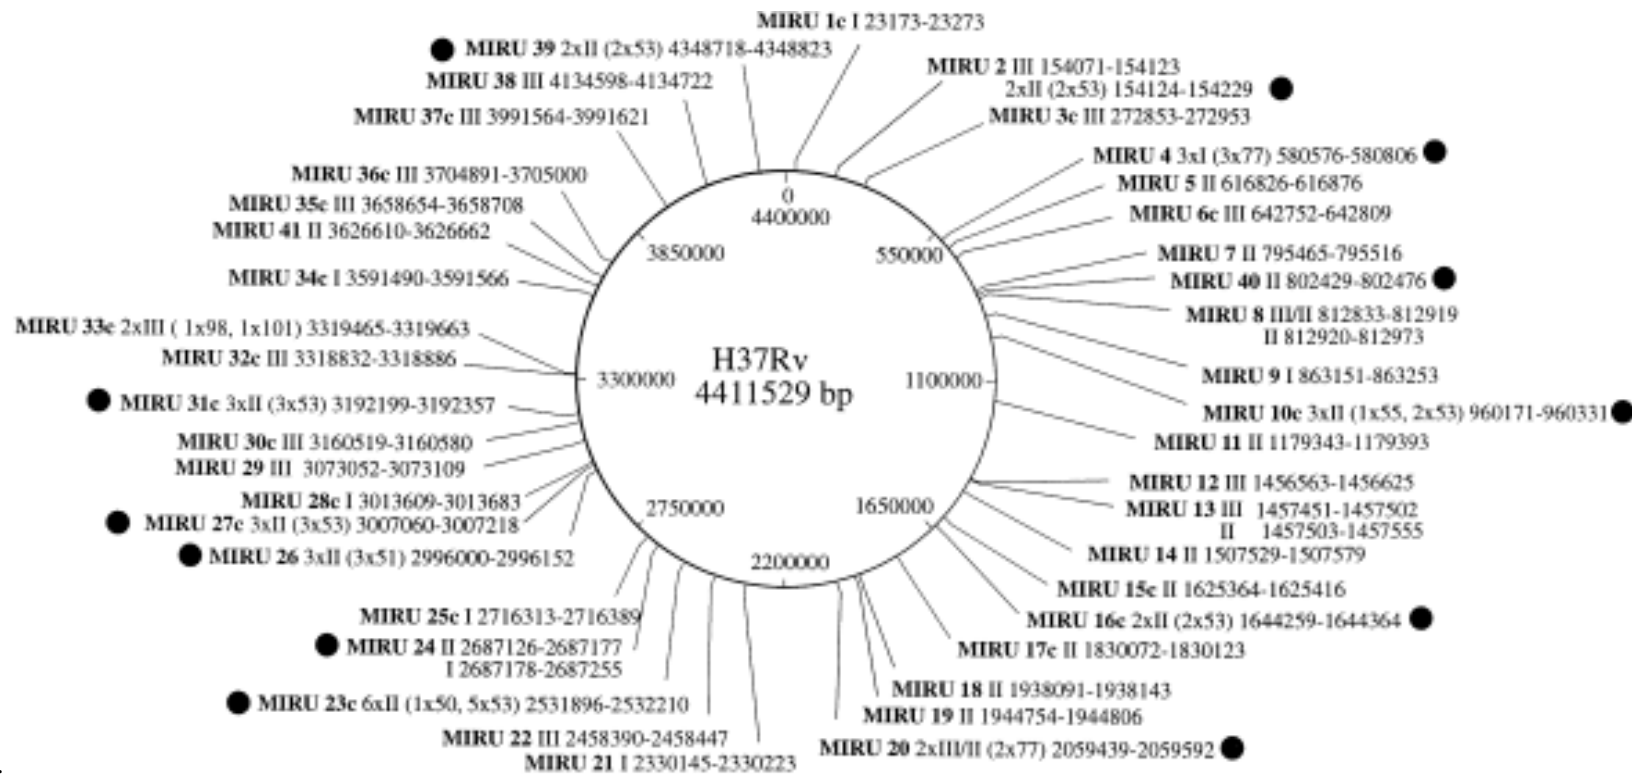 MIRU 1c I 23173-23273
MIRU 2 III 154071-154123
2xII (2x53) 154124-154229
MIRU 3c III 272853-272953
MIRU 4 3xI (3x77) 580576-580806
MIRU 5 II 616826-616876
MIRU 6c III 642752-642809
MIRU 7 II 795465-795516
MIRU 40 II 802429-802476
MIRU 8 III/II 812833-812919
II 812920-812973
MIRU 9 I 863151-863253
MIRU 10c 3xII (1x55, 2x53) 960171-960331
MIRU 11 II 1179343-1179393
MIRU 12 III 1456563-1456625
MIRU 13 III 1457451-1457502
II 1457503-1457555
MIRU 14 II 1507529-1507579
MIRU 15c II 1625364-1625416
MIRU 16c 2xII (2x53) 1644259-1644364
MIRU 17c II 1830072-1830123
MIRU 18 II 1938091-1938143
MIRU 19 II 1944754-1944806
MIRU 20 2xIII/II (2x77) 2059439-2059592
MIRU 21 I 2330145-2330223
MIRU 22 III 2458390-2458447
MIRU 23c 6xII (1x50, 5x53) 2531896-2532210
MIRU 24 II 2687126-2687177
I 2687178-2687255
MIRU 25c I 2716313-2716389
MIRU 26 3xII (3x51) 2996000-2996152
MIRU 27c 3xII (3x53) 3007060-3007218
MIRU 28c I 3013609-3013683
MIRU 29 III 3073052-3073109
MIRU 30c III 3160519-3160580
MIRU 31c 3xII (3x53) 3192199-3192357
MIRU 32c III 3318832-3318886
MIRU 33c 2xIII ( 1x98, 1x101) 3319465-3319663
MIRU 34c I 3591490-3591566
MIRU 41 II 3626610-3626662
MIRU 35c III 3658654-3658708
MIRU 36c III 3704891-3705000
MIRU 37c III 3991564-3991621
MIRU 38 III 4134598-4134722
MIRU 39 2xII (2x53) 4348718-4348823
0
4400000
550000
1100000
1650000
2200000
2750000
3300000
3850000
H37Rv
4411529 bp